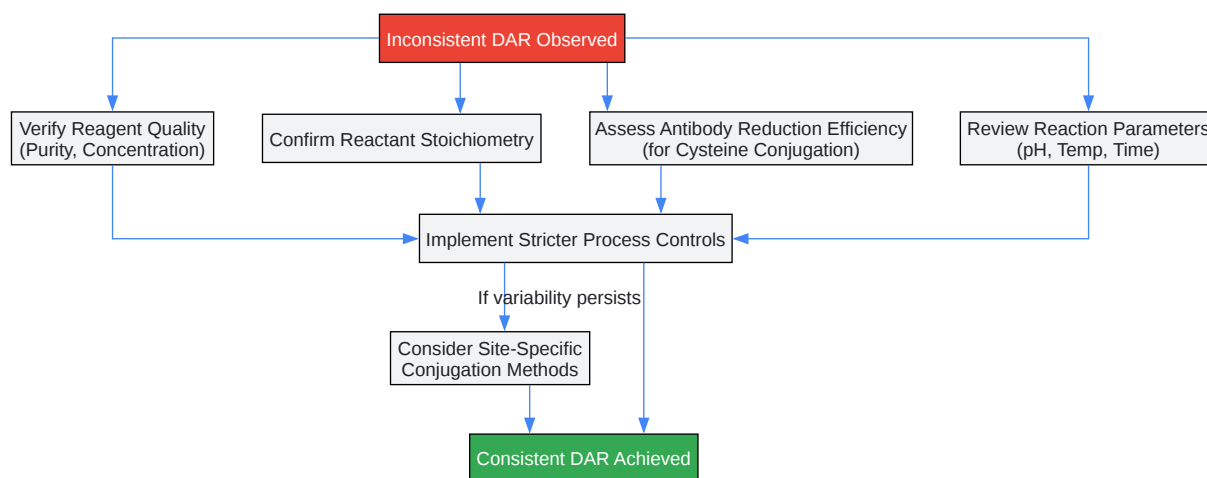 Inconsistent DAR Observed
Verify Reagent Quality
(Purity, Concentration)
Confirm Reactant Stoichiometry
Assess Antibody Reduction Efficiency
(for Cysteine Conjugation)
Review Reaction Parameters
(pH, Temp, Time)
Implement Stricter Process Controls
If variability persists
Consider Site-Specific
Conjugation Methods
Consistent DAR Achieved